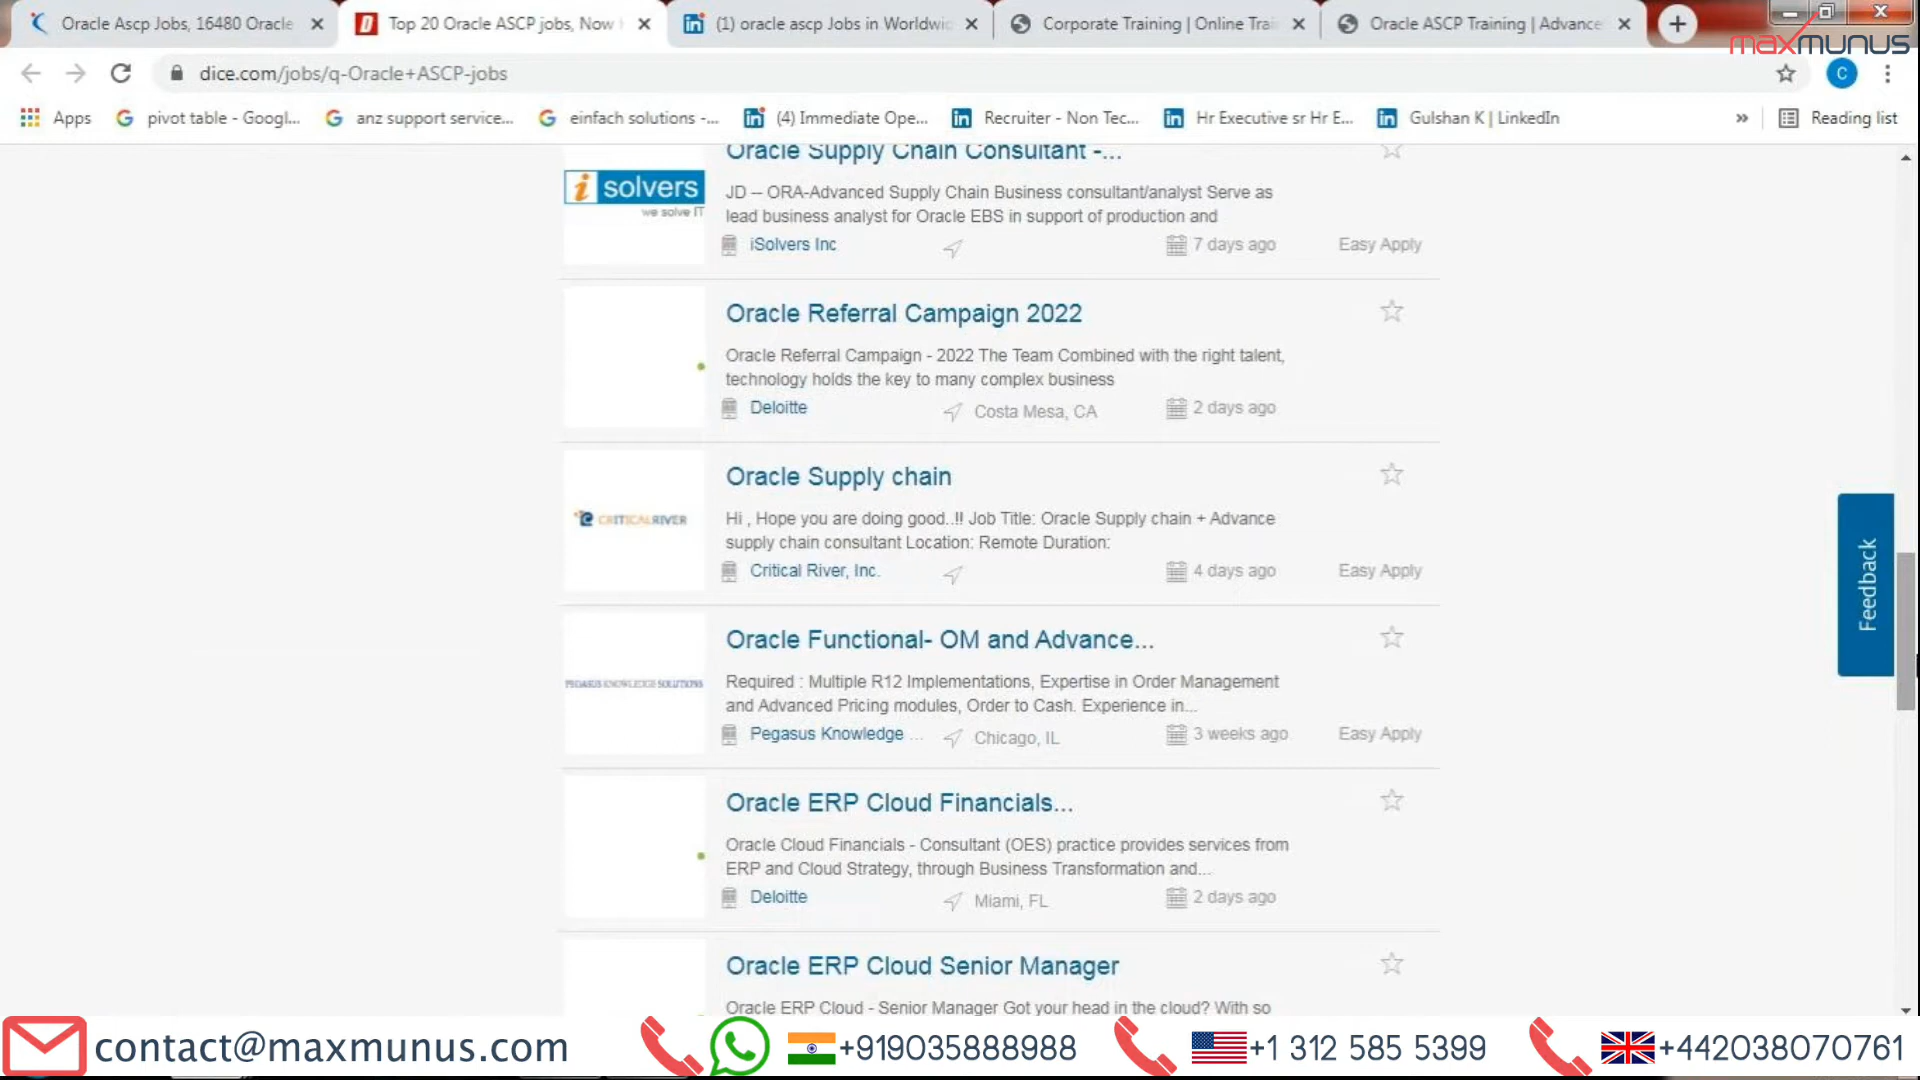 Oracle Ascp Jobs, 16480 Oracle
Top 20 Oracle ASCP jobs, Now
(1) oracle ascp Jobs in Worldwi
Corporate Training | Online Trai
Oracle ASCP Training | Advance
maxmunus
dice.com/jobs/q-Oracle+ASCP-jobs
C
Apps
pivot table - Googl...
anz support service...
einfach solutions -...
(4) Immediate Ope...
Recruiter - Non Tec...
Hr Executive sr Hr E...
Gulshan K | LinkedIn
»
Reading list
i solvers
we solve IT
Oracle Supply Chain Consultant -...
JD -- ORA-Advanced Supply Chain Business consultant/analyst Serve as
lead business analyst for Oracle EBS in support of production and
iSolvers Inc
7 days ago
Easy Apply
Oracle Referral Campaign 2022
Oracle Referral Campaign - 2022 The Team Combined with the right talent,
technology holds the key to many complex business
Deloitte
Costa Mesa, CA
2 days ago
CRITICALRIVER
Oracle Supply chain
Hi , Hope you are doing good..!! Job Title: Oracle Supply chain + Advance
supply chain consultant Location: Remote Duration:
Critical River, Inc.
4 days ago
Easy Apply
PEGASUS KNOWLEDGE SOLUTIONS
Oracle Functional- OM and Advance...
Required : Multiple R12 Implementations, Expertise in Order Management
and Advanced Pricing modules, Order to Cash. Experience in...
Pegasus Knowledge ...
Chicago, IL
3 weeks ago
Easy Apply
Oracle ERP Cloud Financials...
Oracle Cloud Financials - Consultant (OES) practice provides services from
ERP and Cloud Strategy, through Business Transformation and...
Deloitte
Miami, FL
2 days ago
Oracle ERP Cloud Senior Manager
Oracle ERP Cloud - Senior Manager Got your head in the cloud? With so
Feedback
contact@maxmunus.com
+919035888988
+1 312 585 5399
+442038070761